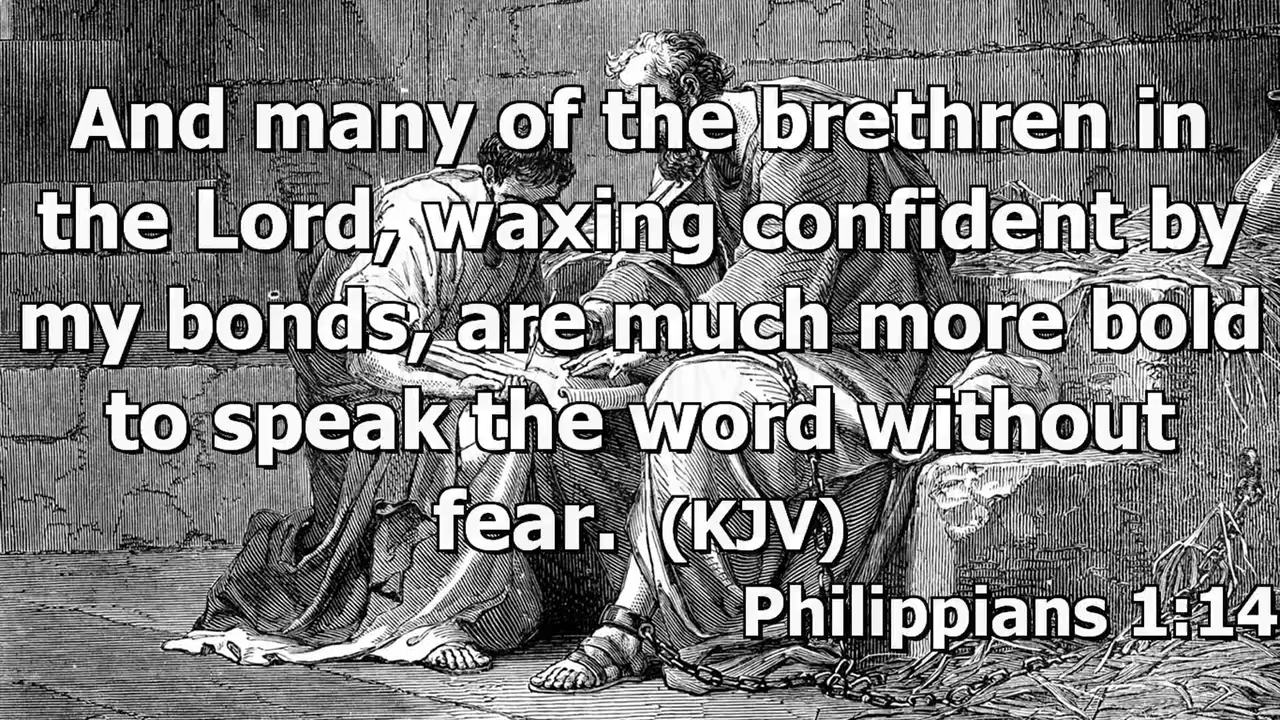 And many of the brethren in
the Lord, waxing confident by
my bonds, are much more bold
to speak the word without
fear. (KJV)
Philippians 1:14